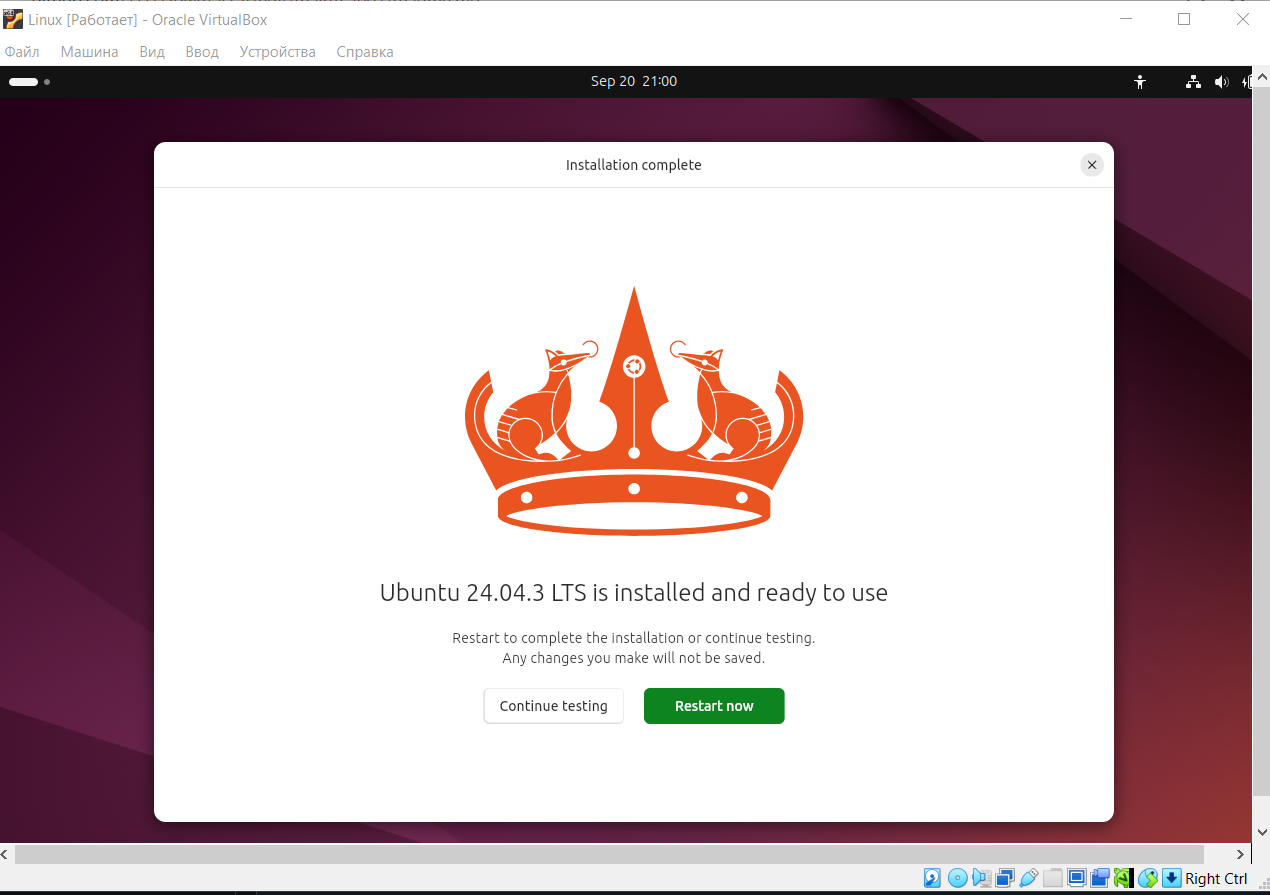 Linux [Работает] - Oracle VirtualBox
Файл Машина Вид Ввод Устройства Справка
Sep 20 21:00
Installation complete
Ubuntu 24.04.3 LTS is installed and ready to use
Restart to complete the installation or continue testing.
Any changes you make will not be saved.
Continue testing Restart now
Right Ctrl